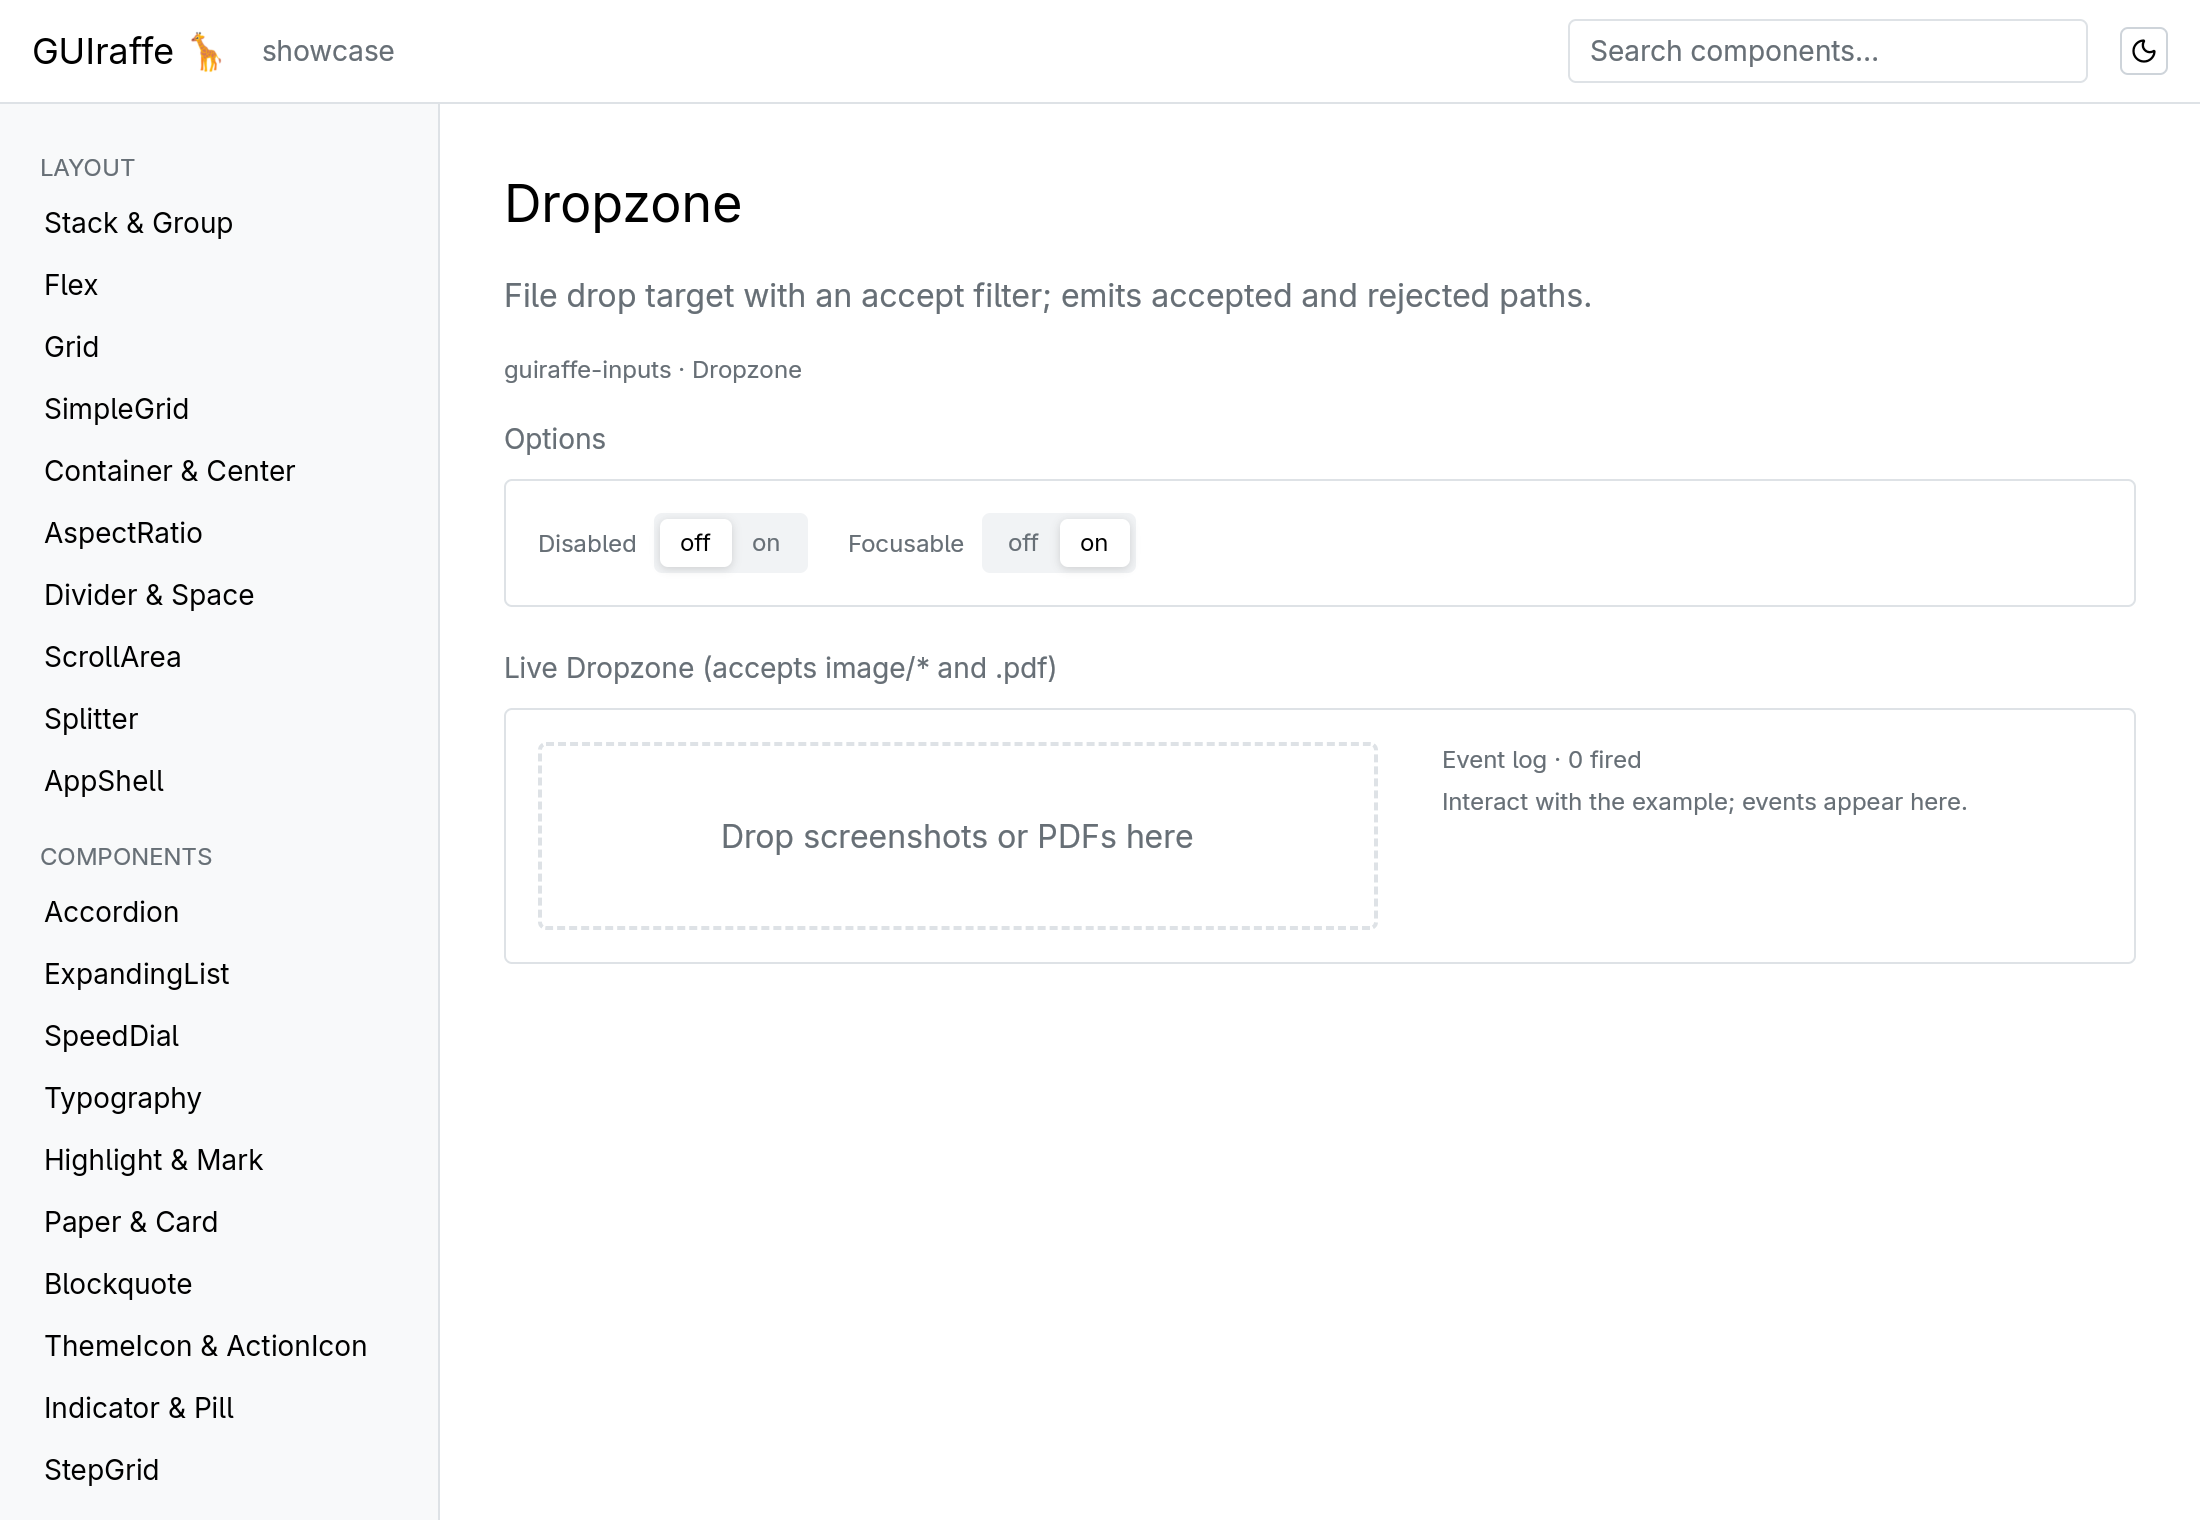 GUIraffe 🦒 showcase
Search components...
LAYOUT
Stack & Group
Flex
Grid
SimpleGrid
Container & Center
AspectRatio
Divider & Space
ScrollArea
Splitter
AppShell
COMPONENTS
Accordion
ExpandingList
SpeedDial
Typography
Highlight & Mark
Paper & Card
Blockquote
ThemeIcon & ActionIcon
Indicator & Pill
StepGrid
Dropzone
File drop target with an accept filter; emits accepted and rejected paths.
guiraffe-inputs · Dropzone
Options
Disabled off on Focusable off on
Live Dropzone (accepts image/* and .pdf)
Drop screenshots or PDFs here
Event log · 0 fired
Interact with the example; events appear here.